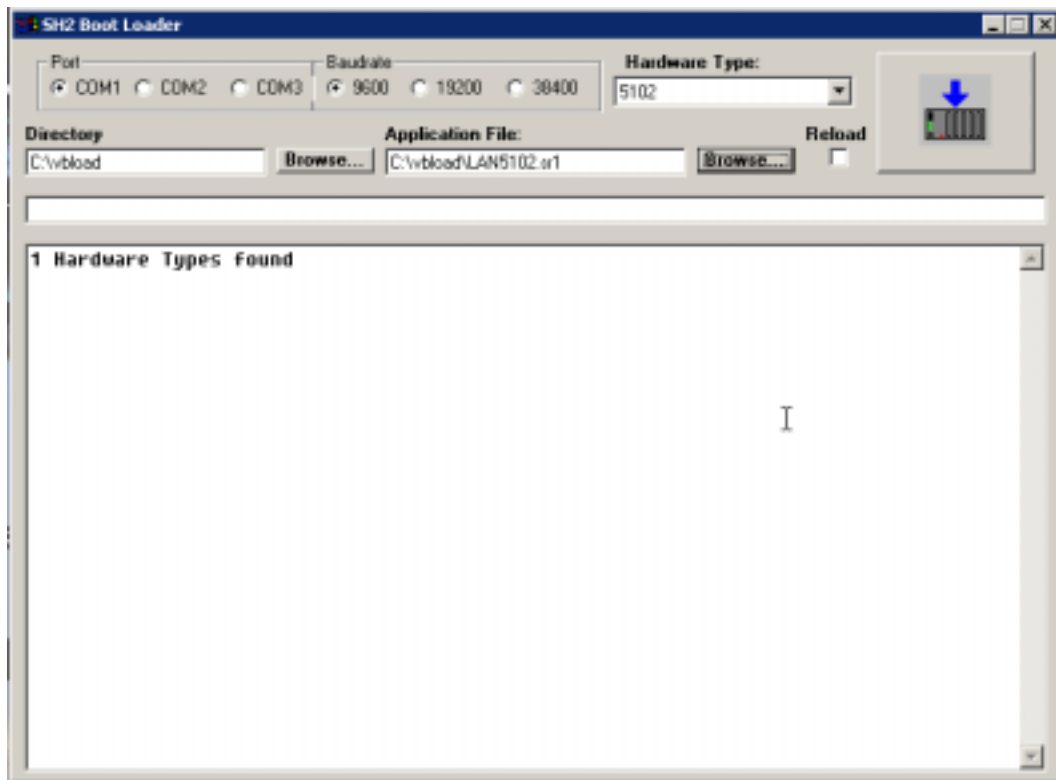 SH2 Boot Loader
Port
COM1 COM2 COM3
Baudrate
9600 19200 38400
Hardware Type:
5102
Directory
C:\vbload
Browse...
Application File:
C:\vbload\LAN5102.sr1
Browse...
Reload
1 Hardware Types found